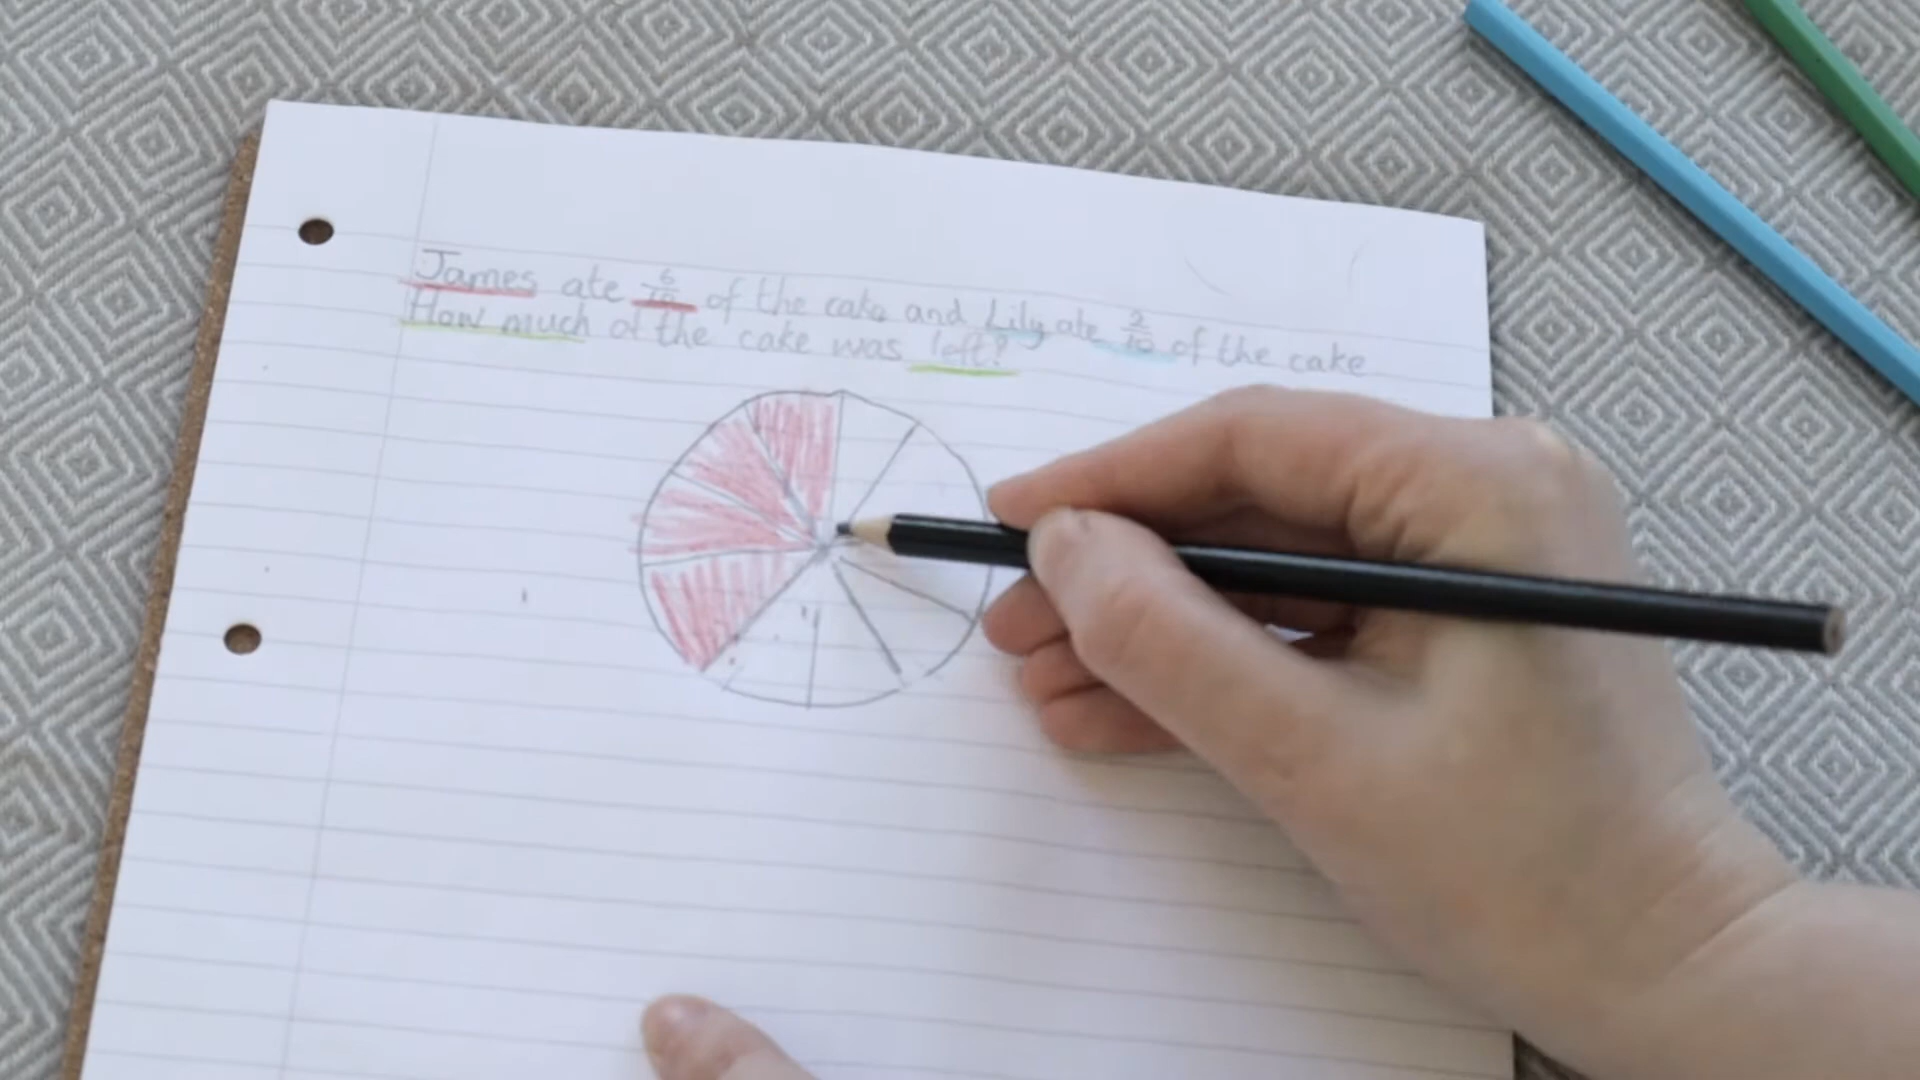 James ate 6/10 of the cake and Lily ate 2/10 of the cake
How much of the cake was left?